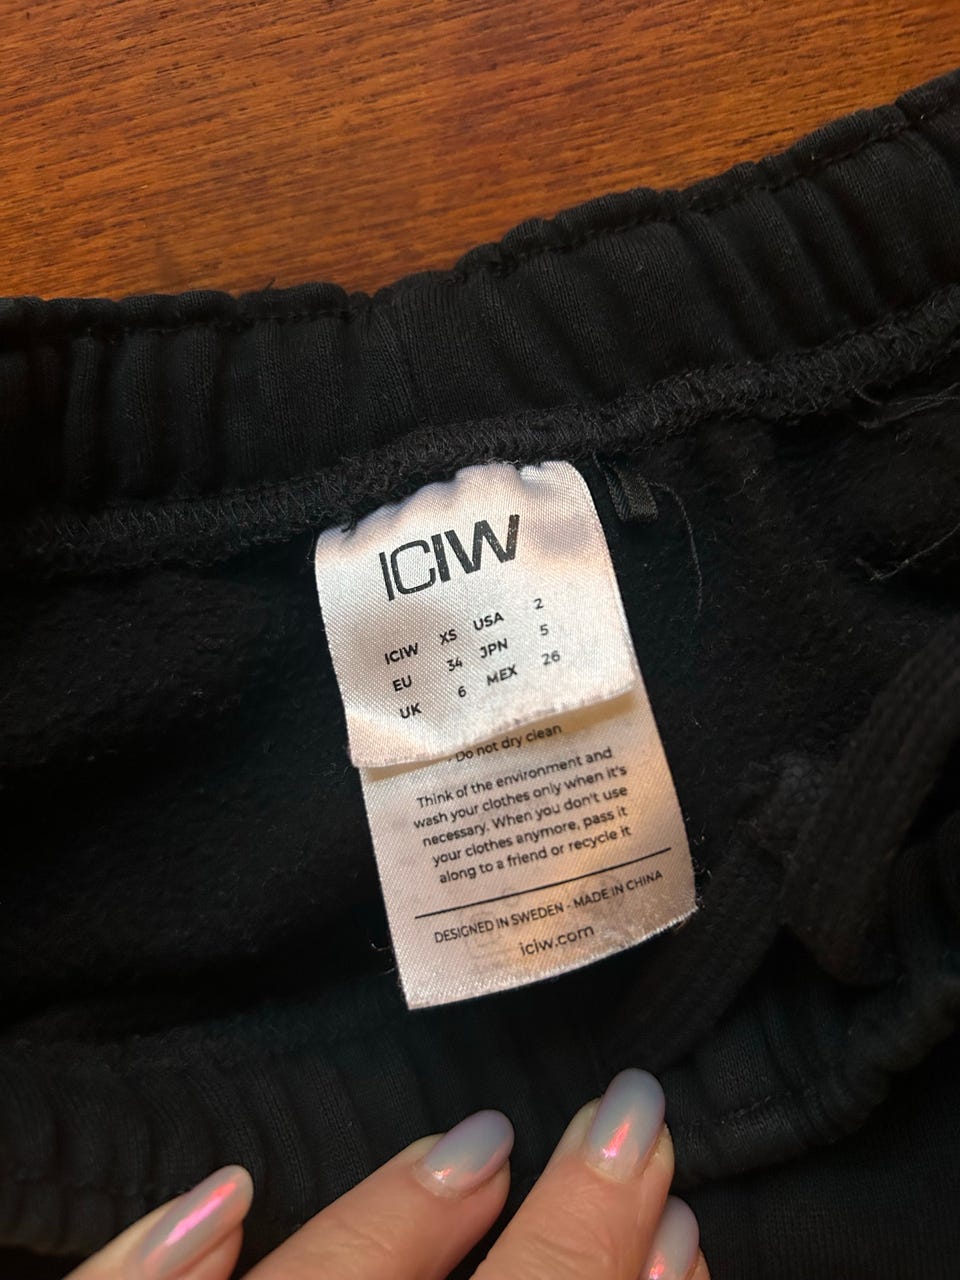 ICIW
ICIW XS USA 2
EU 34 JPN 5
UK 6 MEX 26
Do not dry clean
Think of the environment and
wash your clothes only when it's
necessary. When you don't use
your clothes anymore, pass it
along to a friend or recycle it
DESIGNED IN SWEDEN - MADE IN CHINA
iciw.com